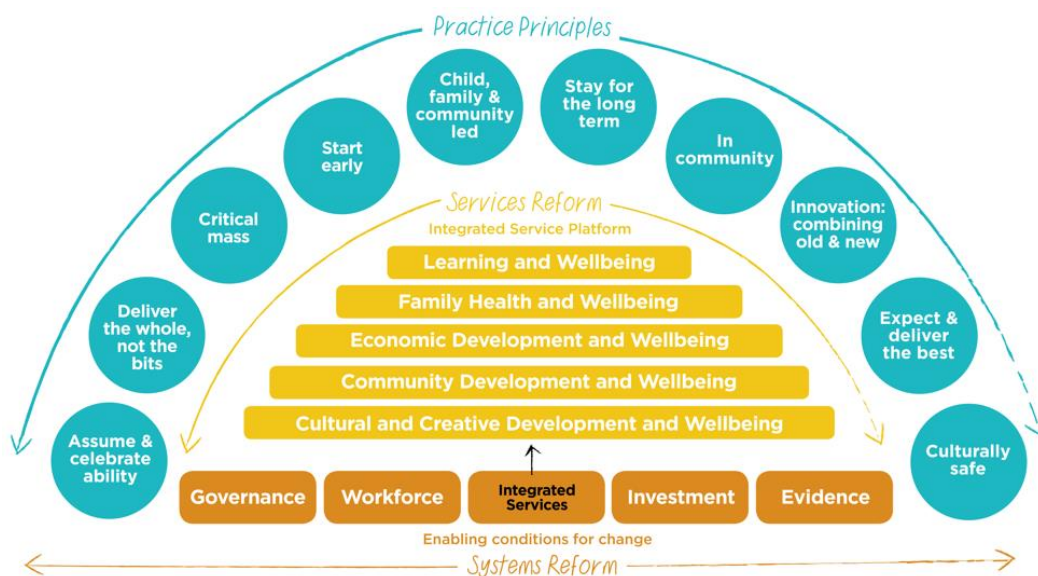 Practice Principles
Assume &
celebrate
ability
Deliver
the whole,
not the
bits
Critical
mass
Start
early
Child,
family &
community
led
Stay for
the long
term
In
community
Innovation:
combining
old & new
Expect &
deliver
the best
Culturally
safe
Services Reform
Integrated Service Platform
Learning and Wellbeing
Family Health and Wellbeing
Economic Development and Wellbeing
Community Development and Wellbeing
Cultural and Creative Development and Wellbeing
Governance
Workforce
Integrated
Services
Investment
Evidence
Enabling conditions for change
Systems Reform